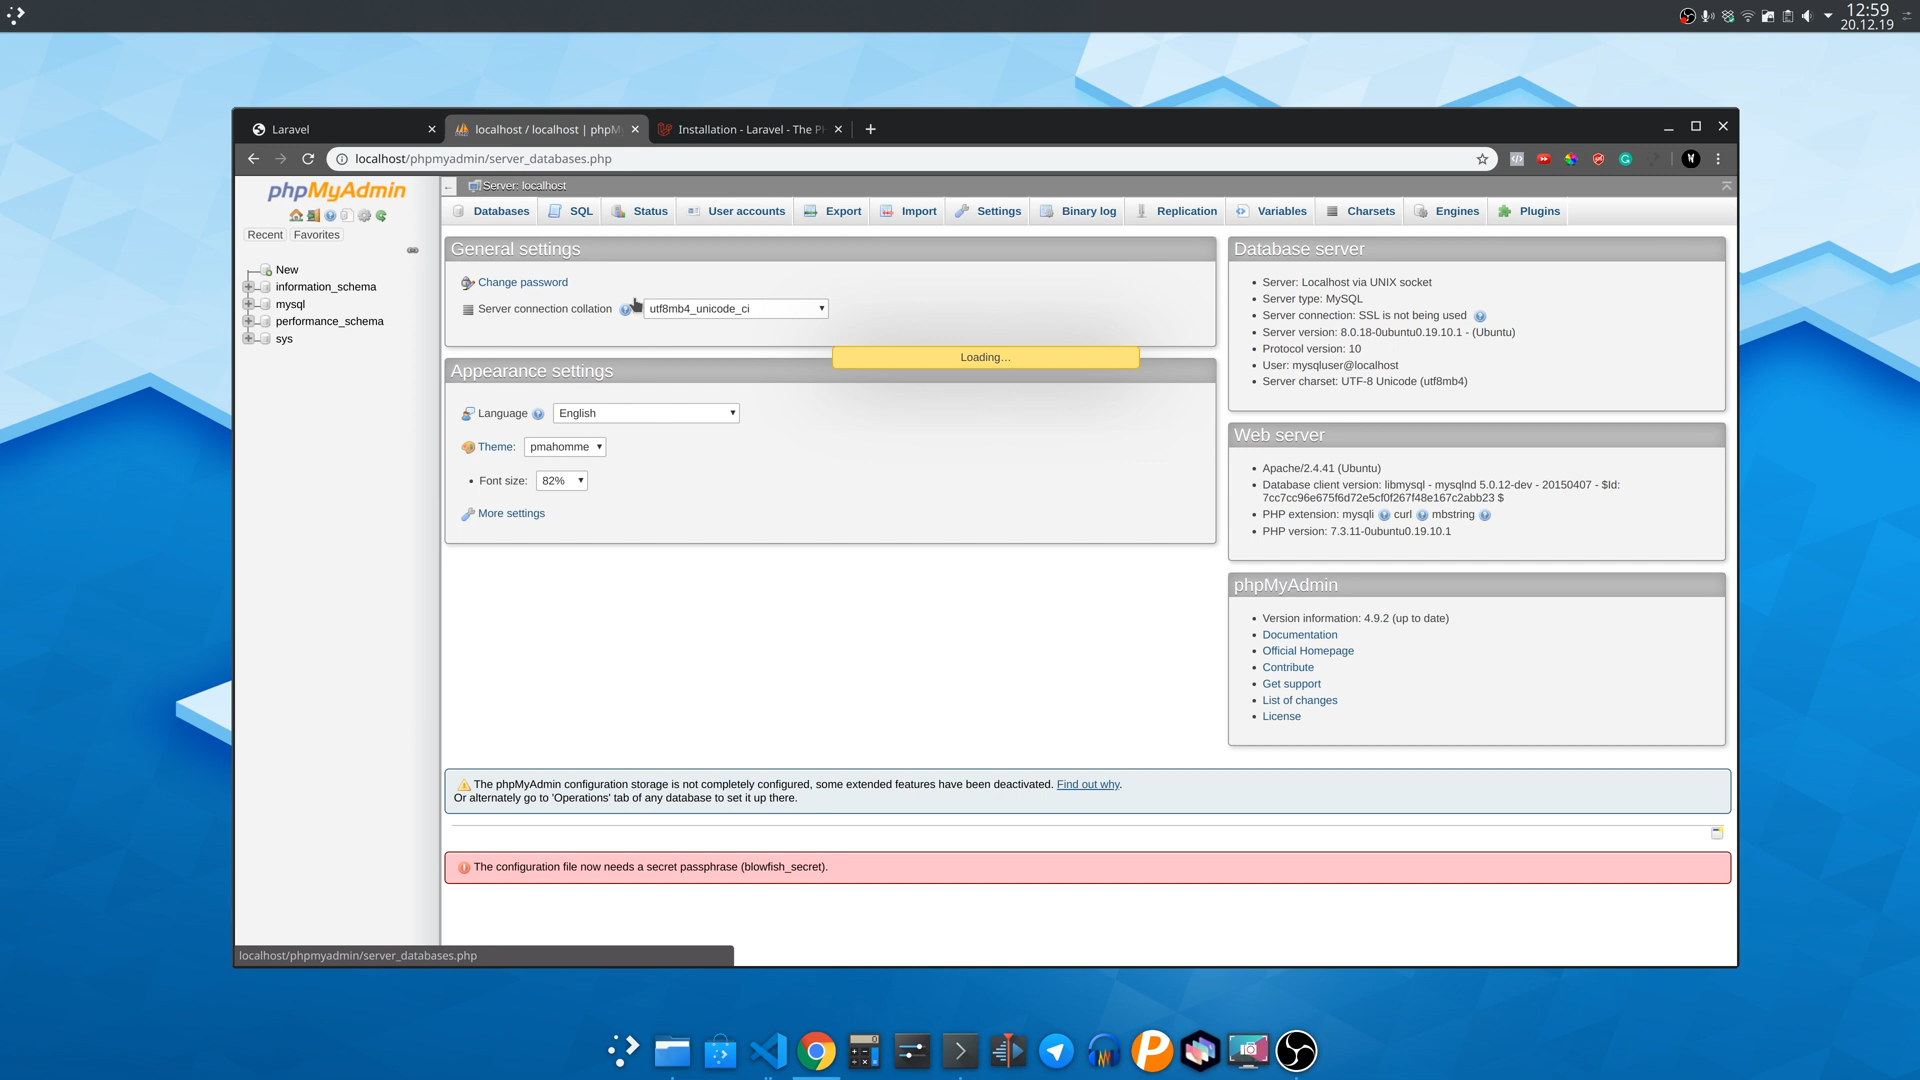 12:59
20.12.19
Laravel
localhost / localhost | phpM
Installation - Laravel - The P
localhost/phpmyadmin/server_databases.php
phpMyAdmin
Recent
Favorites
New
information_schema
mysql
performance_schema
sys
Server: localhost
Databases
SQL
Status
User accounts
Export
Import
Settings
Binary log
Replication
Variables
Charsets
Engines
Plugins
General settings
Change password
Server connection collation
utf8mb4_unicode_ci
Loading…
Appearance settings
Language
English
Theme:
pmahomme
Font size:
82%
More settings
Database server
Server: Localhost via UNIX socket
Server type: MySQL
Server connection: SSL is not being used
Server version: 8.0.18-0ubuntu0.19.10.1 - (Ubuntu)
Protocol version: 10
User: mysqluser@localhost
Server charset: UTF-8 Unicode (utf8mb4)
Web server
Apache/2.4.41 (Ubuntu)
Database client version: libmysql - mysqlnd 5.0.12-dev - 20150407 - $Id:
7cc7cc96e675f6d72e5cf0f267f48e167c2abb23 $
PHP extension: mysqli curl mbstring
PHP version: 7.3.11-0ubuntu0.19.10.1
phpMyAdmin
Version information: 4.9.2 (up to date)
Documentation
Official Homepage
Contribute
Get support
List of changes
License
The phpMyAdmin configuration storage is not completely configured, some extended features have been deactivated. Find out why.
Or alternately go to 'Operations' tab of any database to set it up there.
The configuration file now needs a secret passphrase (blowfish_secret).
localhost/phpmyadmin/server_databases.php